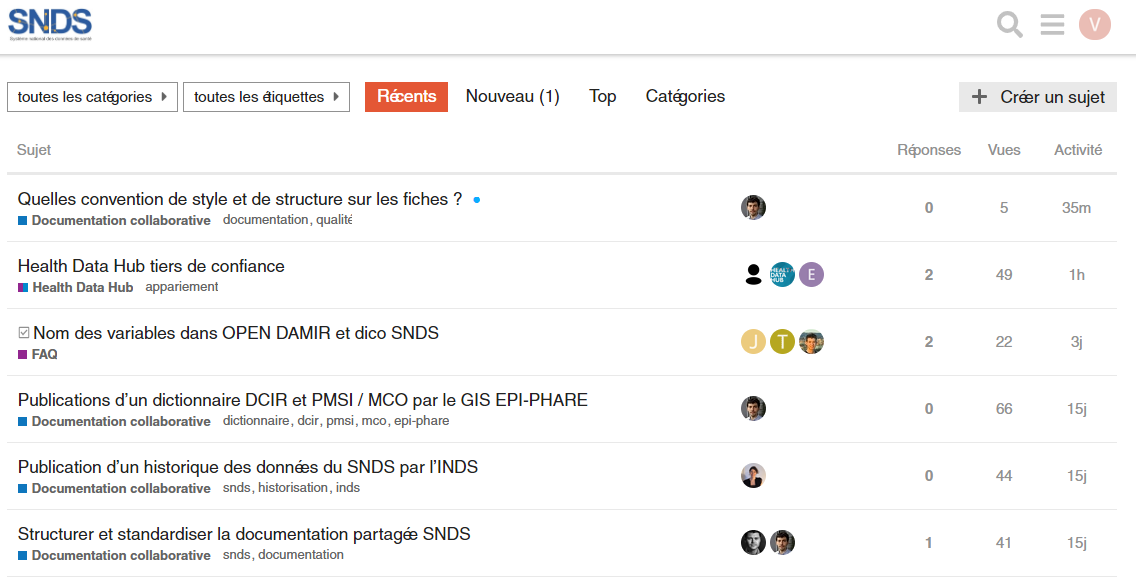 SNDS
Système national des données de santé
V
toutes les catégories
toutes les étiquettes
Récents
Nouveau (1)
Top
Catégories
+ Créer un sujet
Sujet Réponses Vues Activité
Quelles convention de style et de structure sur les fiches ?
Documentation collaborative documentation, qualité
0 5 35m
Health Data Hub tiers de confiance
Health Data Hub appariement
HEALTH
DATA
HUB
E
2 49 1h
Nom des variables dans OPEN DAMIR et dico SNDS
FAQ
J T
2 22 3j
Publications d’un dictionnaire DCIR et PMSI / MCO par le GIS EPI-PHARE
Documentation collaborative dictionnaire, dcir, pmsi, mco, epi-phare
0 66 15j
Publication d’un historique des données du SNDS par l’INDS
Documentation collaborative snds, historisation, inds
0 44 15j
Structurer et standardiser la documentation partagée SNDS
Documentation collaborative snds, documentation
1 41 15j